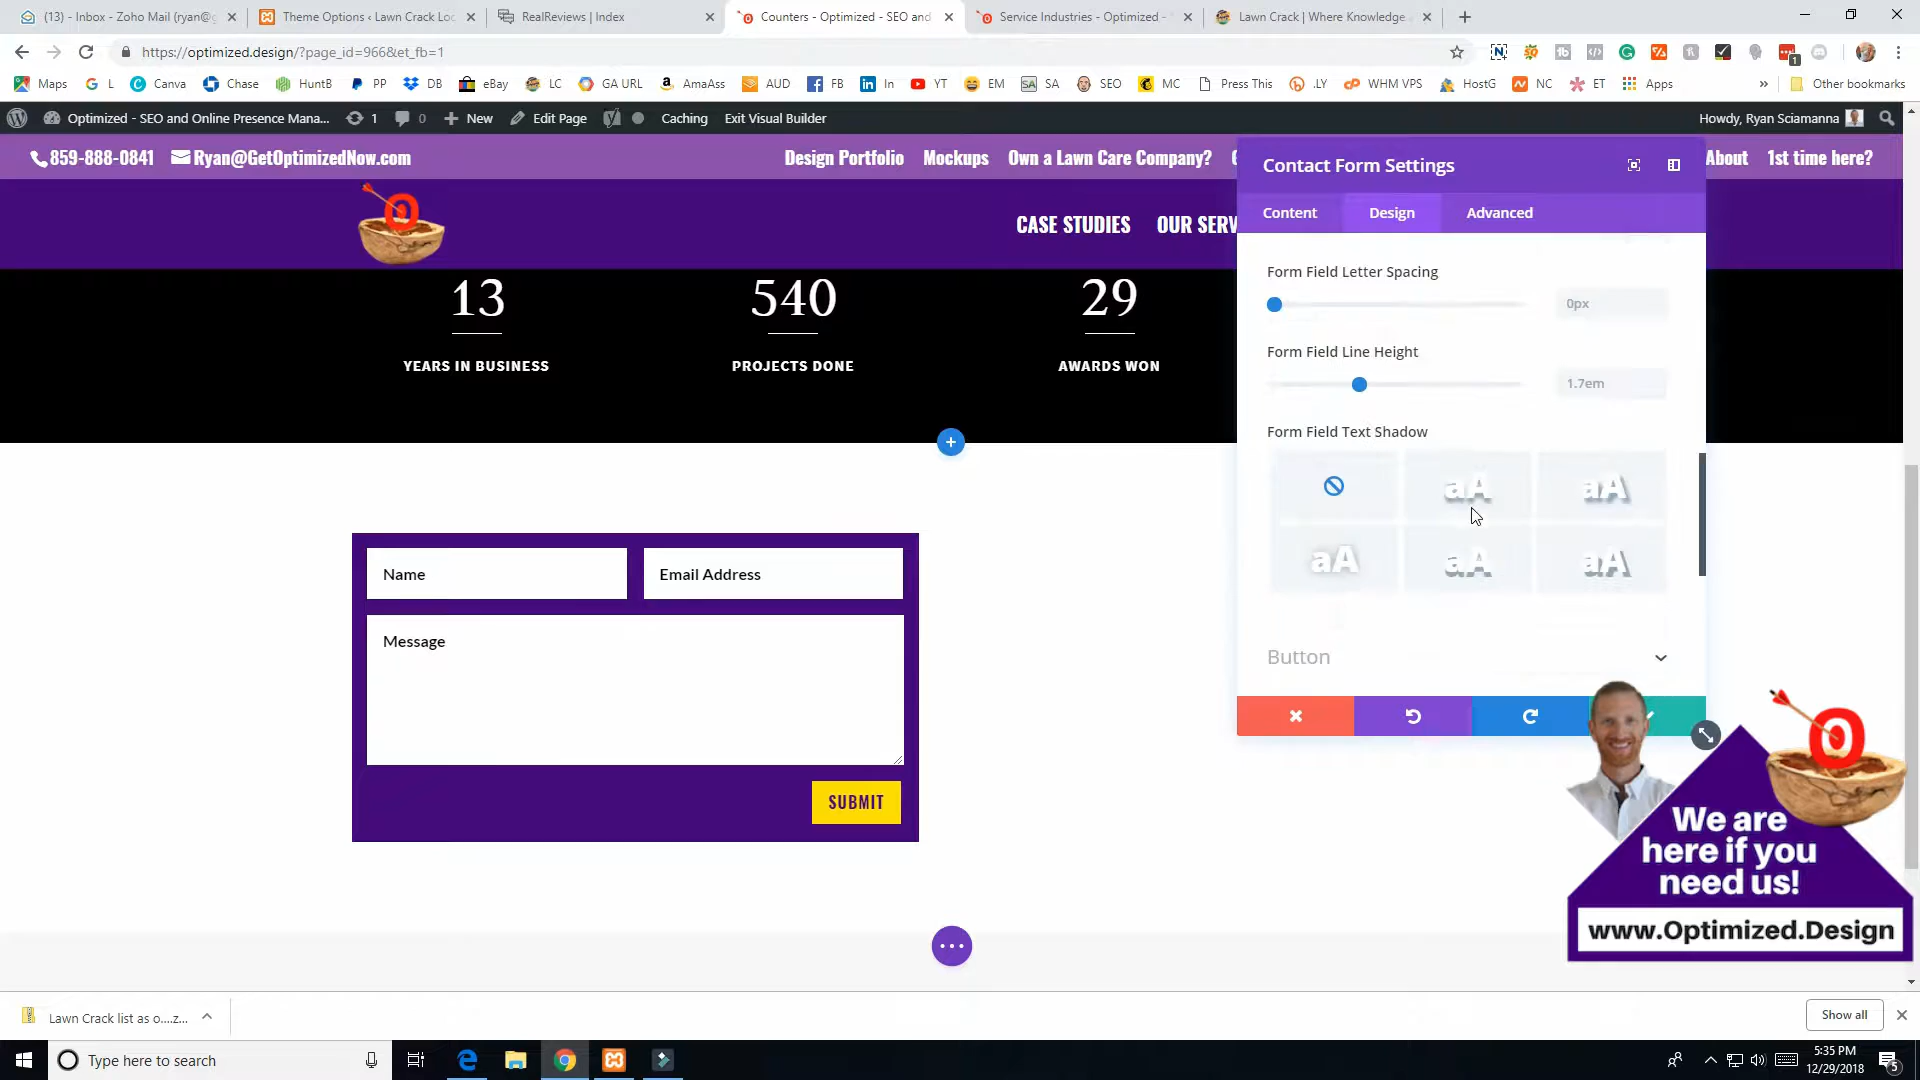 (13) - Inbox - Zoho Mail (ryan@g
Theme Options ‹ Lawn Crack Loc
RealReviews | Index
Counters - Optimized - SEO and
Service Industries - Optimized -
Lawn Crack | Where Knowledge
https://optimized.design/?page_id=966&et_fb=1
1
Maps
G L
Canva
Chase
HuntB
PP
DB
eBay
LC
GA URL
AmaAss
AUD
FB
In
YT
EM
SA
SEO
MC
Press This
.LY
WHM VPS
HostG
NC
ET
Apps
»
Other bookmarks
Optimized - SEO and Online Presence Mana...
1
0
New
Edit Page
Caching
Exit Visual Builder
Howdy, Ryan Sciamanna
859-888-0841
Ryan@GetOptimizedNow.com
Design Portfolio
Mockups
Own a Lawn Care Company?
About
1st time here?
CASE STUDIES
OUR SERV
Contact Form Settings
Content
Design
Advanced
Form Field Letter Spacing
0px
Form Field Line Height
1.7em
Form Field Text Shadow
aA
aA
aA
aA
aA
Button
13
540
29
YEARS IN BUSINESS
PROJECTS DONE
AWARDS WON
Name
Email Address
Message
SUBMIT
We are
here if you
need us!
www.Optimized.Design
Lawn Crack list as o....z...
Show all
Type here to search
5:35 PM
12/29/2018
5